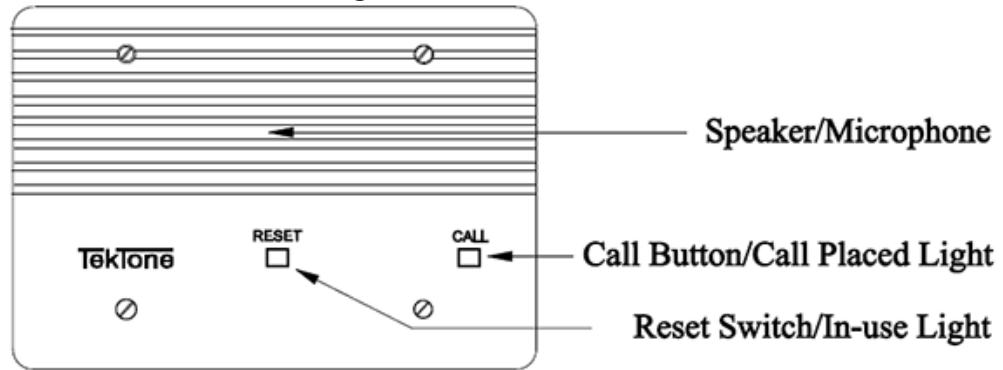 Speaker/Microphone
RESET
CALL
TekTone
Call Button/Call Placed Light
Reset Switch/In-use Light